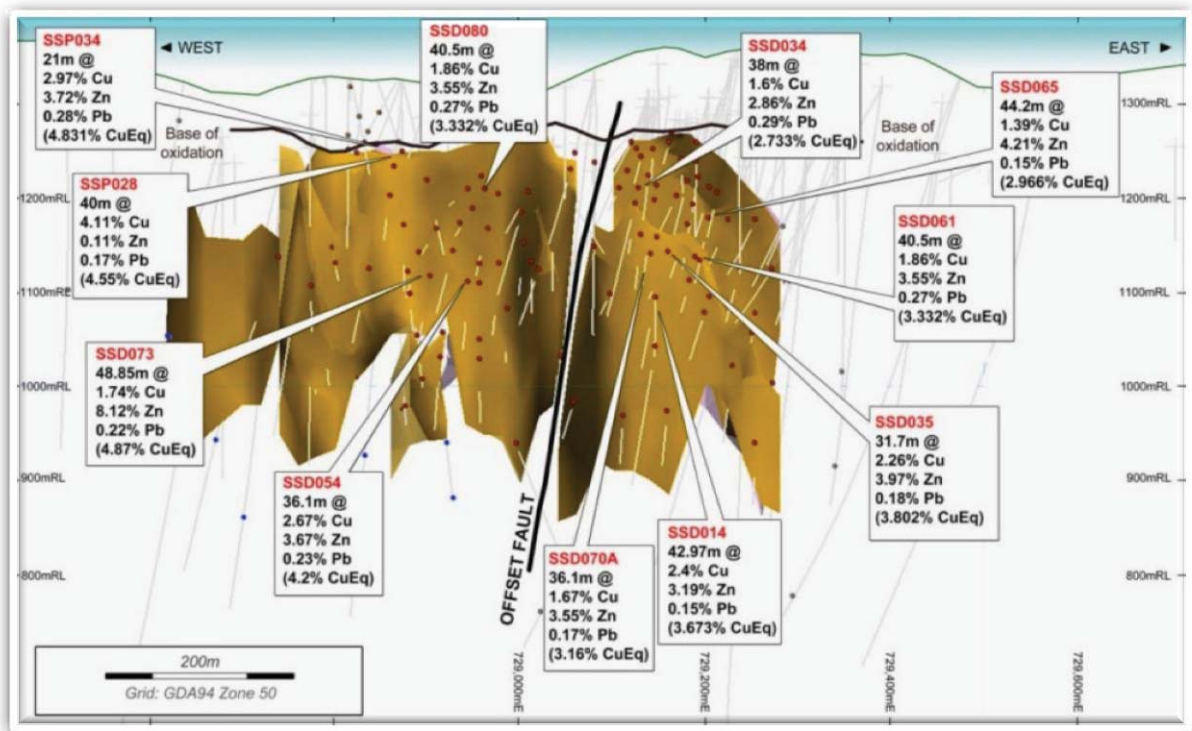 SSP034
21m @
2.97% Cu
3.72% Zn
0.28% Pb
(4.831% CuEq)
◄ WEST
SSD080
40.5m @
1.86% Cu
3.55% Zn
0.27% Pb
(3.332% CuEq)
SSD034
38m @
1.6% Cu
2.86% Zn
0.29% Pb
(2.733% CuEq)
EAST ►
SSD065
44.2m @
1.39% Cu
4.21% Zn
0.15% Pb
(2.966% CuEq)
1300mRL
Base of
oxidation
Base of
oxidation
SSP028
40m @
4.11% Cu
0.11% Zn
0.17% Pb
(4.55% CuEq)
1200mRL
1200mRL
SSD061
40.5m @
1.86% Cu
3.55% Zn
0.27% Pb
(3.332% CuEq)
1100mRL
1100mRL
SSD073
48.85m @
1.74% Cu
8.12% Zn
0.22% Pb
(4.87% CuEq)
1000mRL
1000mRL
SSD035
31.7m @
2.26% Cu
3.97% Zn
0.18% Pb
(3.802% CuEq)
900mRL
900mRL
SSD054
36.1m @
2.67% Cu
3.67% Zn
0.23% Pb
(4.2% CuEq)
OFFSET FAULT
SSD070A
36.1m @
1.67% Cu
3.55% Zn
0.17% Pb
(3.16% CuEq)
SSD014
42.97m @
2.4% Cu
3.19% Zn
0.15% Pb
(3.673% CuEq)
800mRL
800mRL
200m
Grid: GDA94 Zone 50
729,000mE
729,200mE
729,400mE
729,600mE